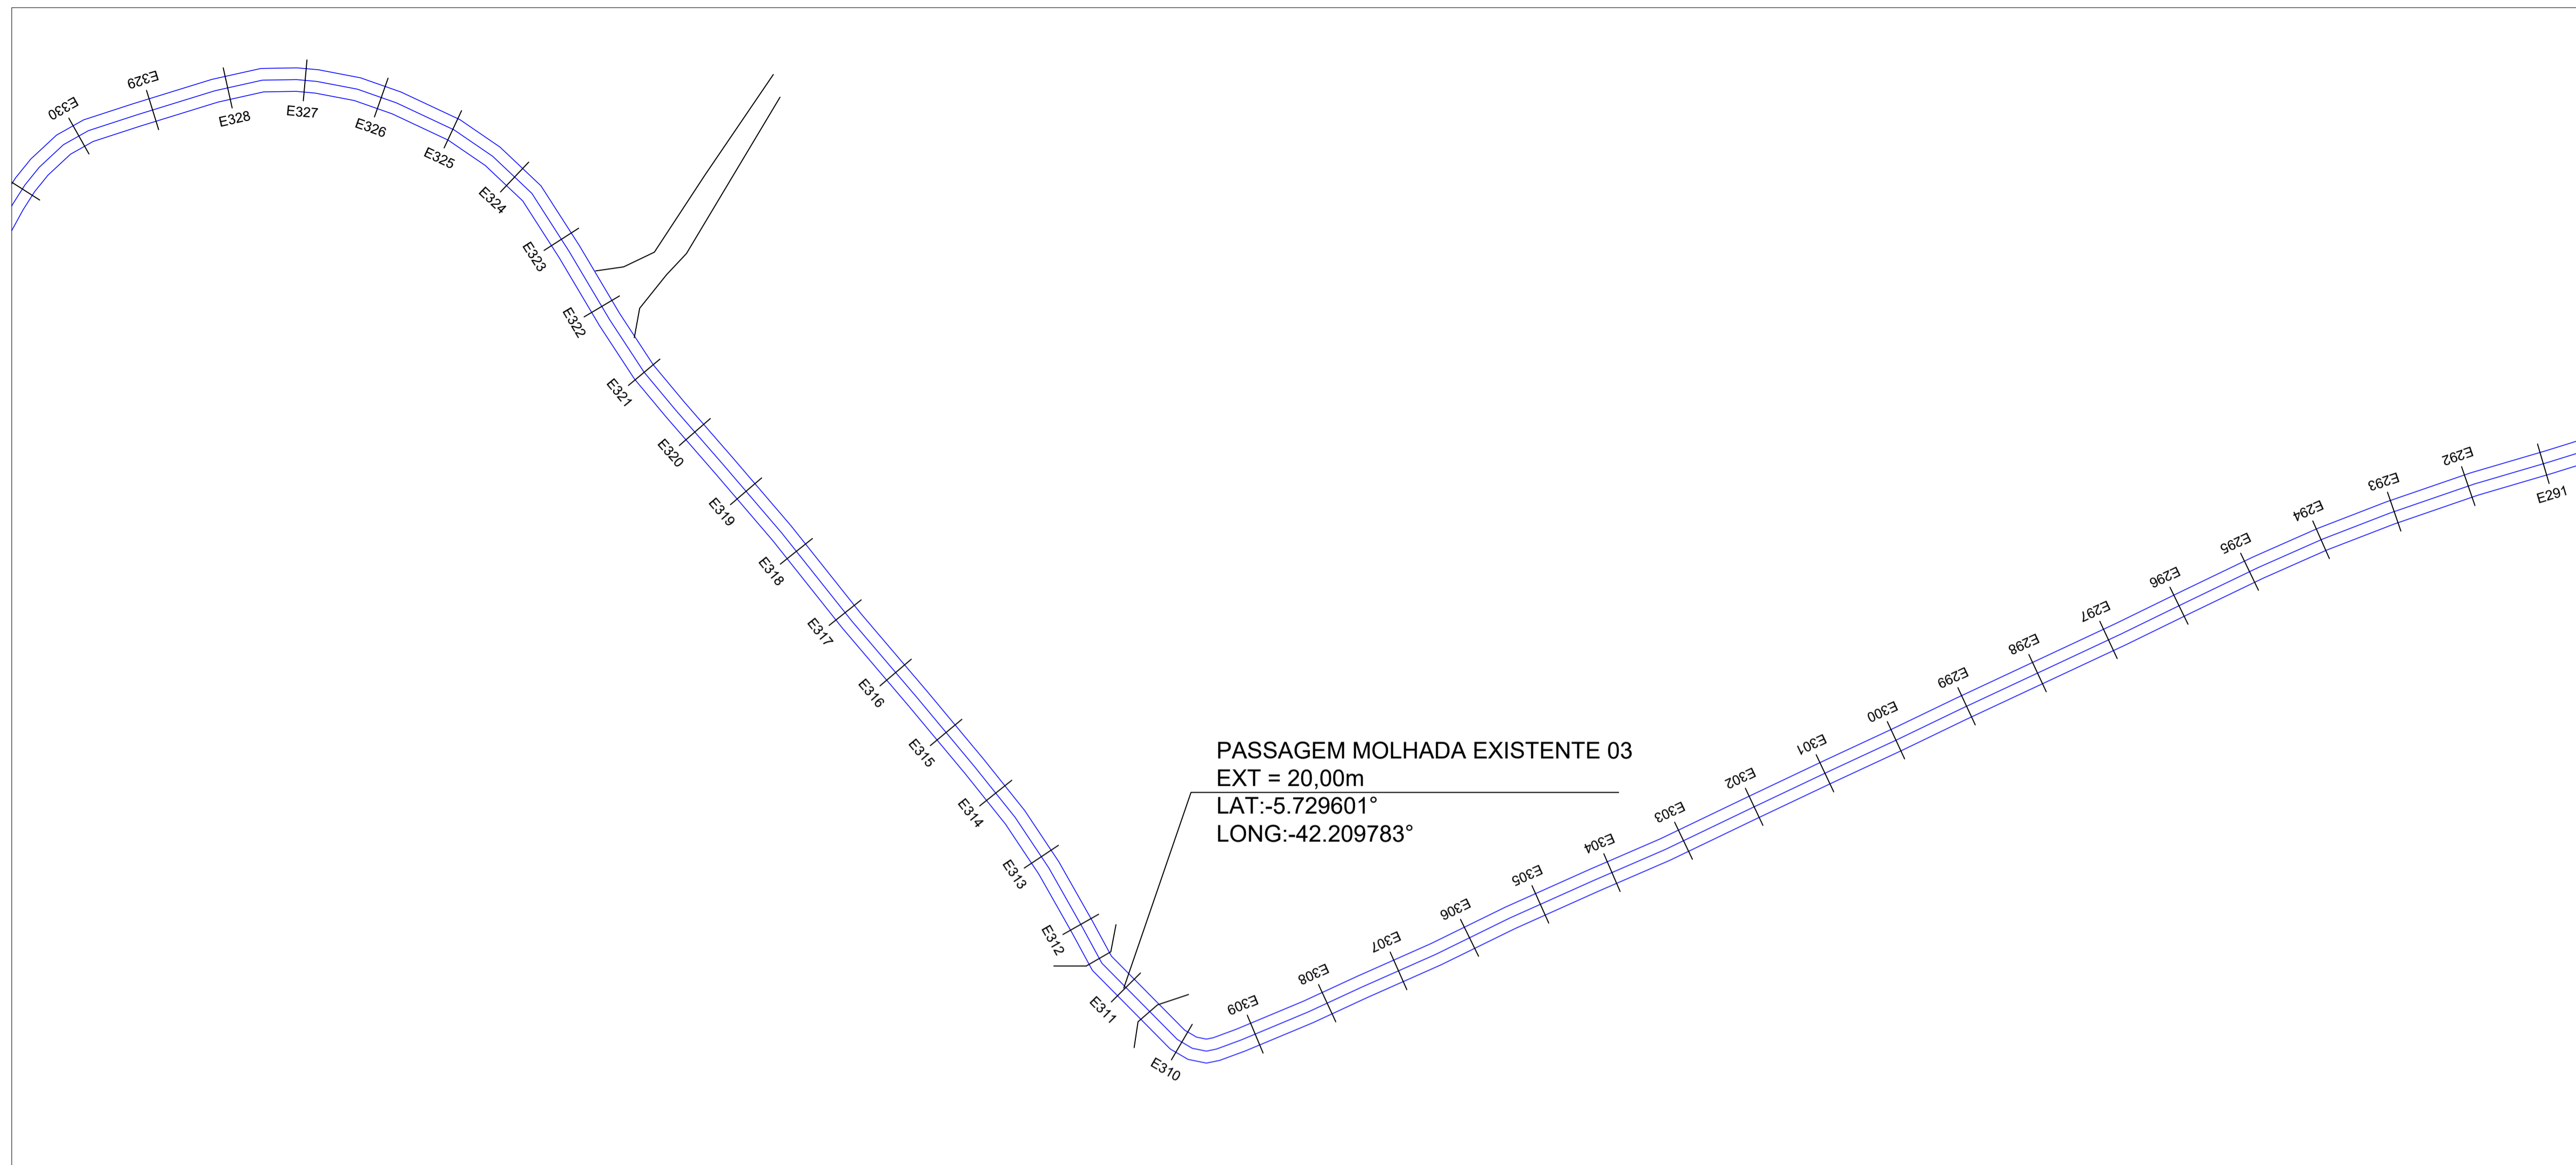 E330
E329
E328
E327
E326
E325
E324
E323
E322
E321
E320
E319
E318
E317
E316
E315
E314
E313
E312
E311
E310
PASSAGEM MOLHADA EXISTENTE 03
EXT = 20,00m
LAT:-5.729601°
LONG:-42.209783°
E309
E308
E307
E306
E305
E304
E303
E302
E301
E300
E299
E298
E297
E296
E295
E294
E293
E292
E291